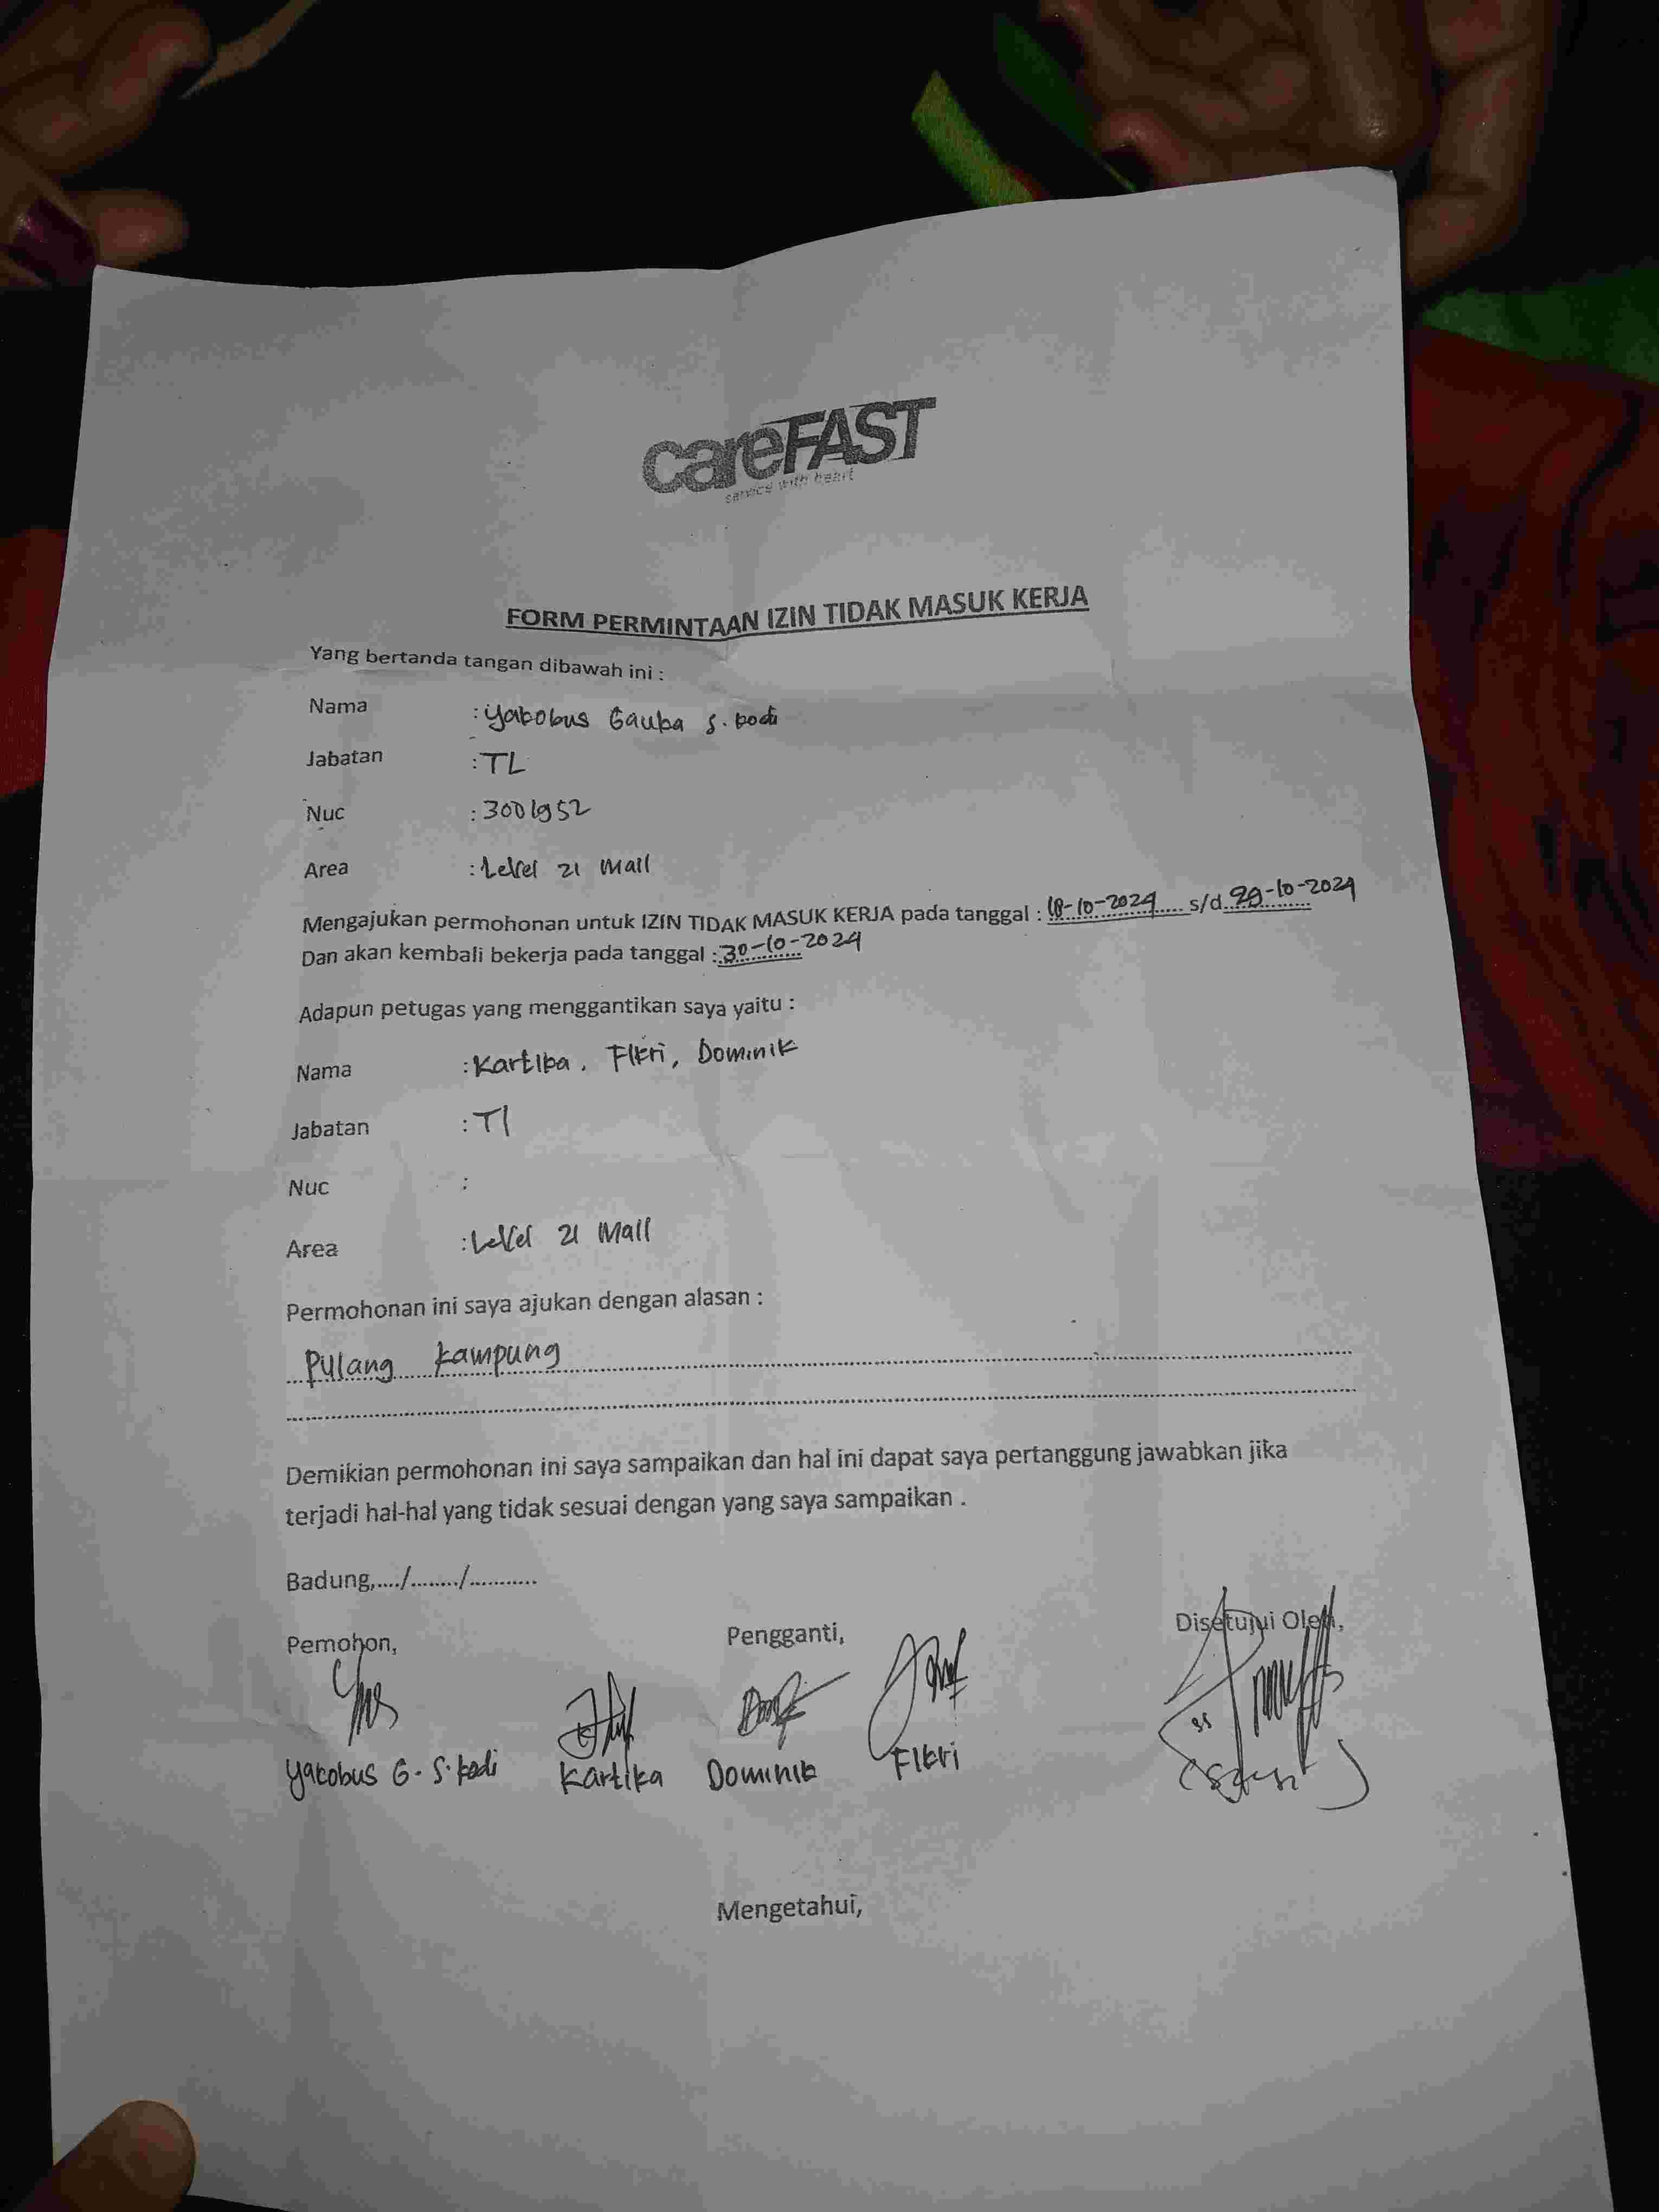 careFAST
service with heart
FORM PERMINTAAN IZIN TIDAK MASUK KERJA
Yang bertanda tangan dibawah ini :
Nama : Yakobus Gauka S. kodi
Jabatan : TL
Nuc : 3001952
Area : Level 21 Mall
Mengajukan permohonan untuk IZIN TIDAK MASUK KERJA pada tanggal : 18-10-2024 s/d 29-10-2024
Dan akan kembali bekerja pada tanggal : 30-10-2024
Adapun petugas yang menggantikan saya yaitu :
Nama : Kartika, Fikri, Dominik
Jabatan : Tl
Nuc :
Area : Level 21 Mall
Permohonan ini saya ajukan dengan alasan :
Pulang kampung
Demikian permohonan ini saya sampaikan dan hal ini dapat saya pertanggung jawabkan jika
terjadi hal-hal yang tidak sesuai dengan yang saya sampaikan .
Badung,..../......../...........
Pemohon, Pengganti, Disetujui Oleh,
Yakobus G. S. kodi Kartika Dominik Fikri
Mengetahui,